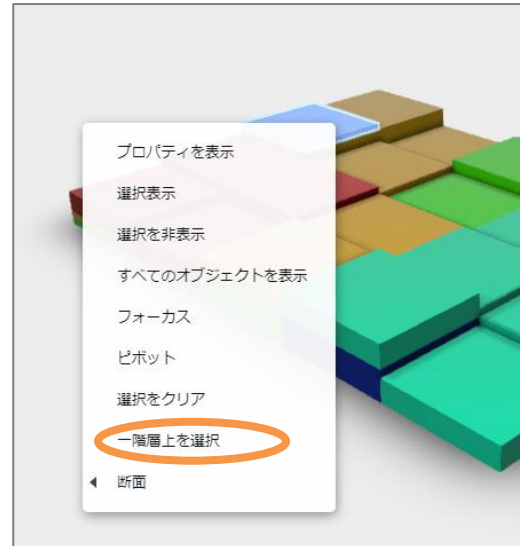 プロパティを表示
選択表示
選択を非表示
すべてのオブジェクトを表示
フォーカス
ピボット
選択をクリア
一階層上を選択
断面